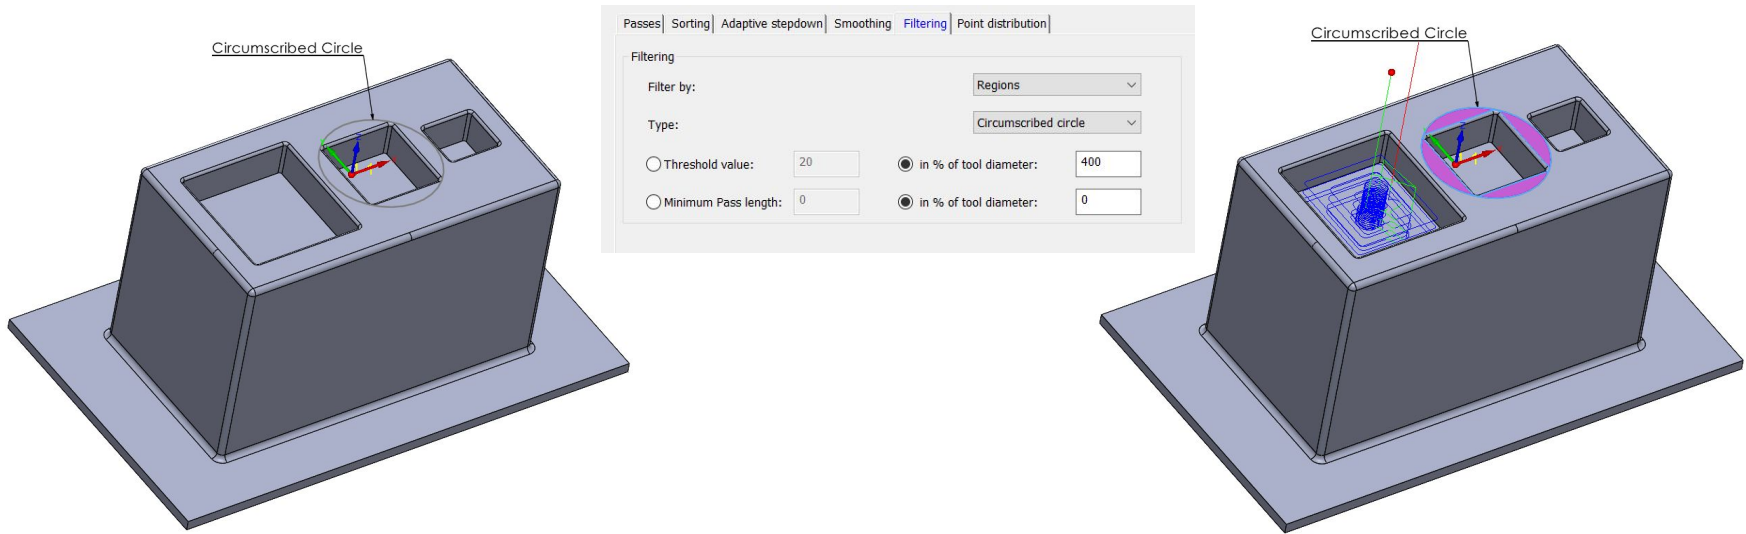 Circumscribed Circle
Passes Sorting Adaptive stepdown Smoothing Filtering Point distribution
Filtering
Filter by: Regions
Type: Circumscribed circle
Threshold value: 20 in % of tool diameter: 400
Minimum Pass length: 0 in % of tool diameter: 0
Circumscribed Circle